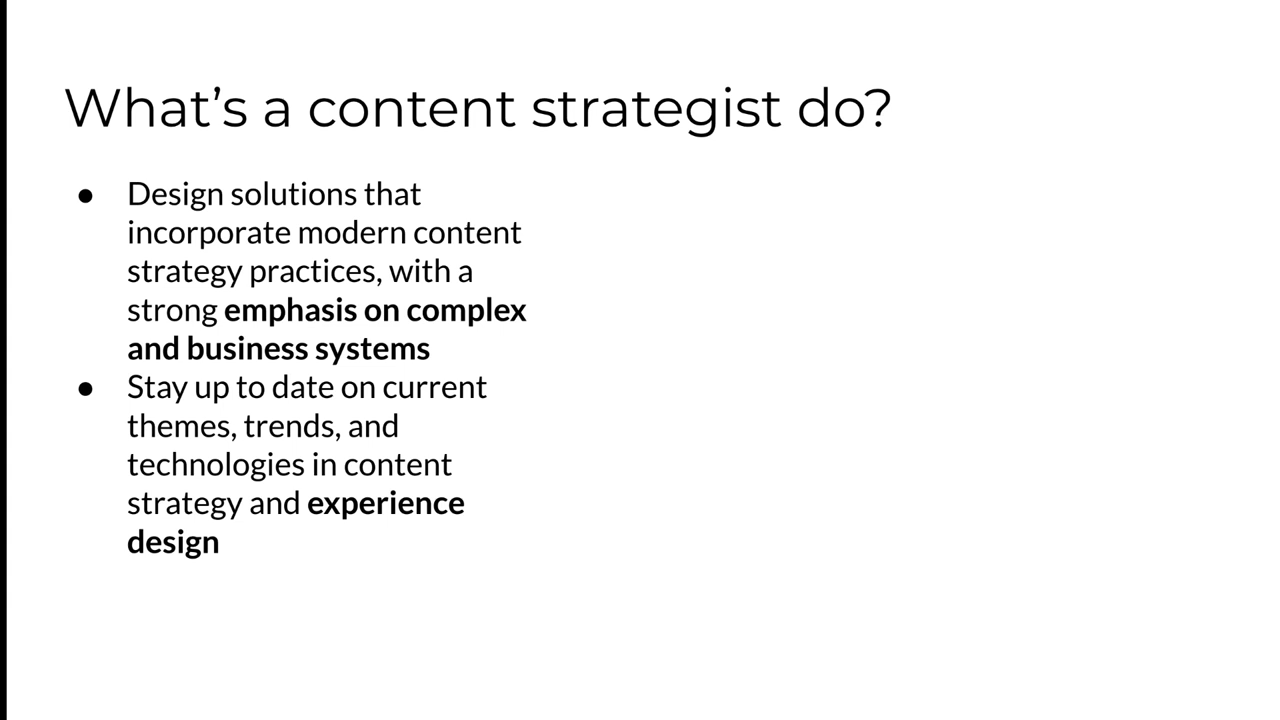 What’s a content strategist do?
● Design solutions that
incorporate modern content
strategy practices, with a
strong emphasis on complex
and business systems
● Stay up to date on current
themes, trends, and
technologies in content
strategy and experience
design